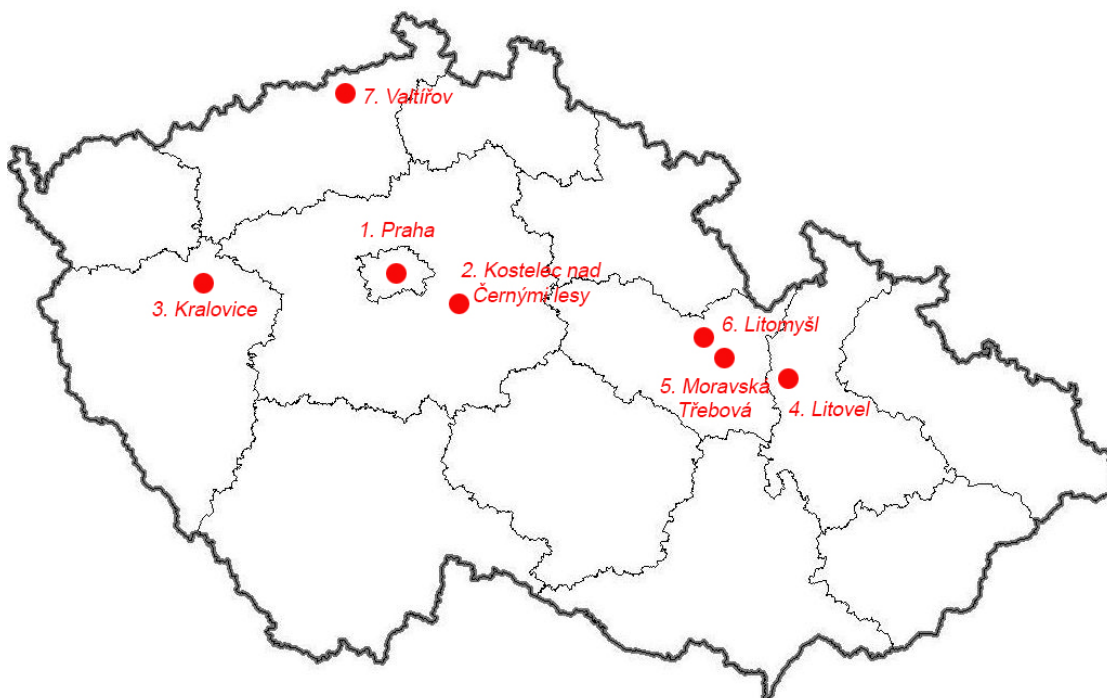 7. Valtířov
1. Praha
2. Kostelec nad
Černými lesy
3. Kralovice
6. Litomyšl
5. Moravská
Třebová
4. Litovel